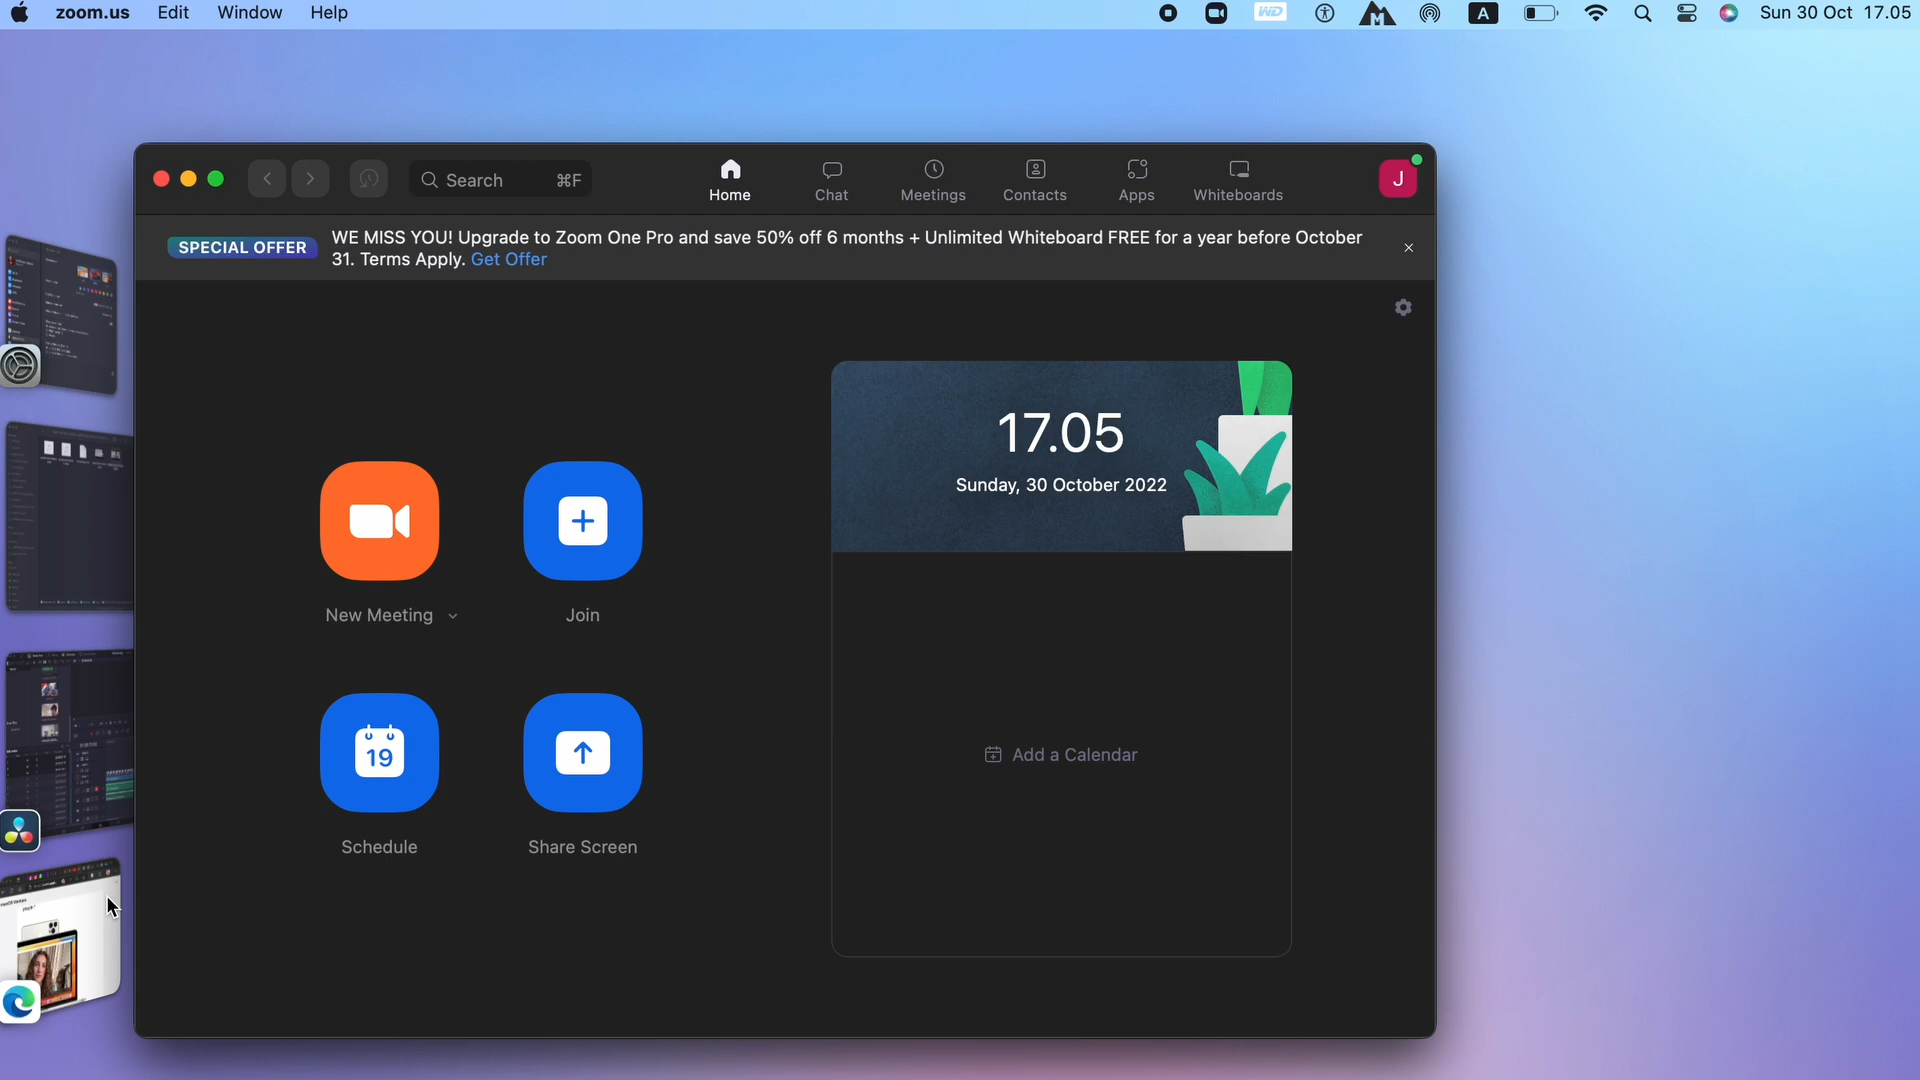 zoom.us Edit Window Help
WD A Sun 30 Oct 17.05
Search ⌘F
Home Chat Meetings Contacts Apps Whiteboards
J
SPECIAL OFFER
WE MISS YOU! Upgrade to Zoom One Pro and save 50% off 6 months + Unlimited Whiteboard FREE for a year before October
31. Terms Apply. Get Offer
17.05
Sunday, 30 October 2022
New Meeting
Join
19
Schedule
Share Screen
Add a Calendar